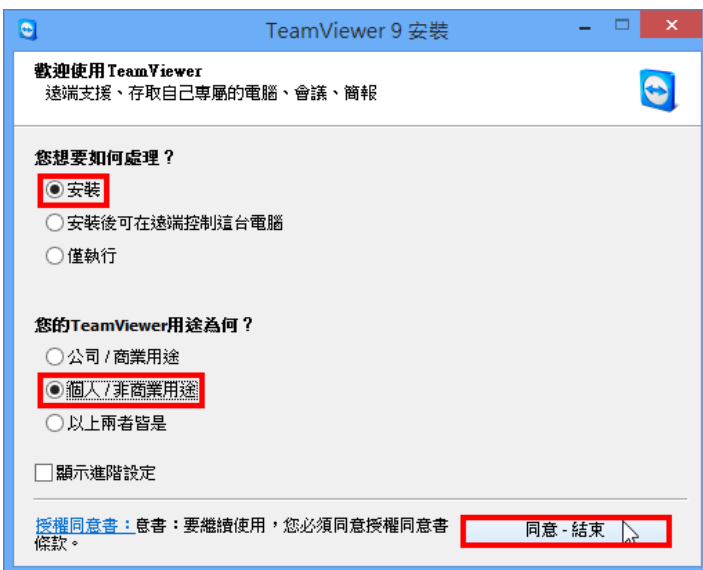 TeamViewer 9 安裝
歡迎使用TeamViewer
遠端支援、存取自己專屬的電腦、會議、簡報
您想要如何處理？
安裝
安裝後可在遠端控制這台電腦
僅執行
您的TeamViewer用途為何？
公司 / 商業用途
個人 / 非商業用途
以上兩者皆是
顯示進階設定
授權同意書：意書：要繼續使用，您必須同意授權同意書
條款。
同意 - 結束